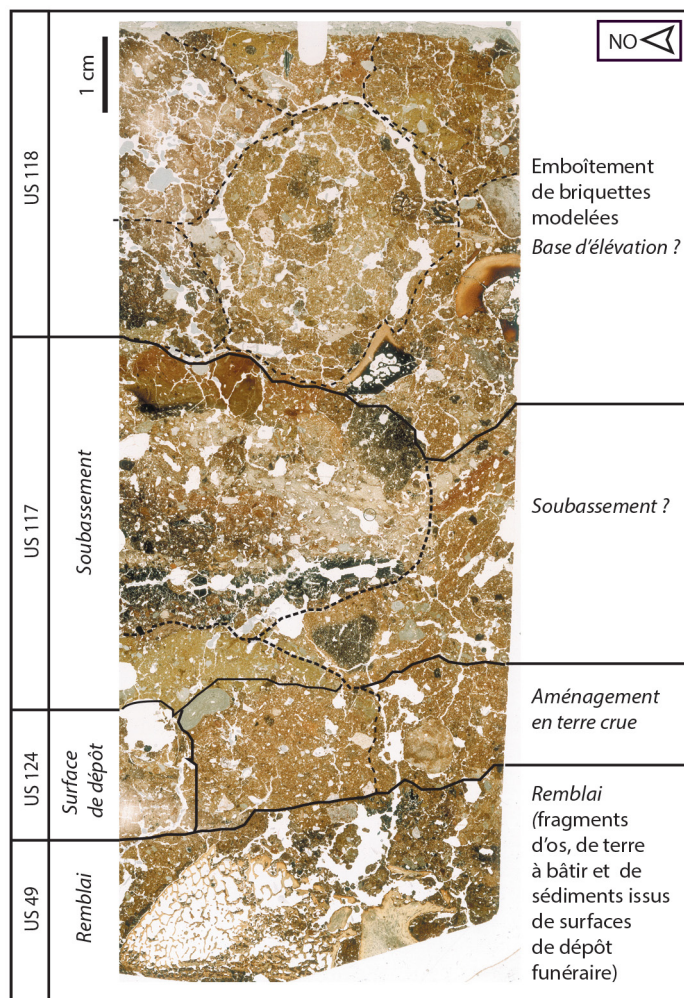 NO
1 cm
US 118
Emboîtement
de briquettes
modelées
Base d'élévation ?
US 117
Soubassement
Soubassement ?
US 124
Surface
de dépôt
Aménagement
en terre crue
US 49
Remblai
Remblai
(fragments
d'os, de terre
à bâtir et de
sédiments issus
de surfaces
de dépôt
funéraire)